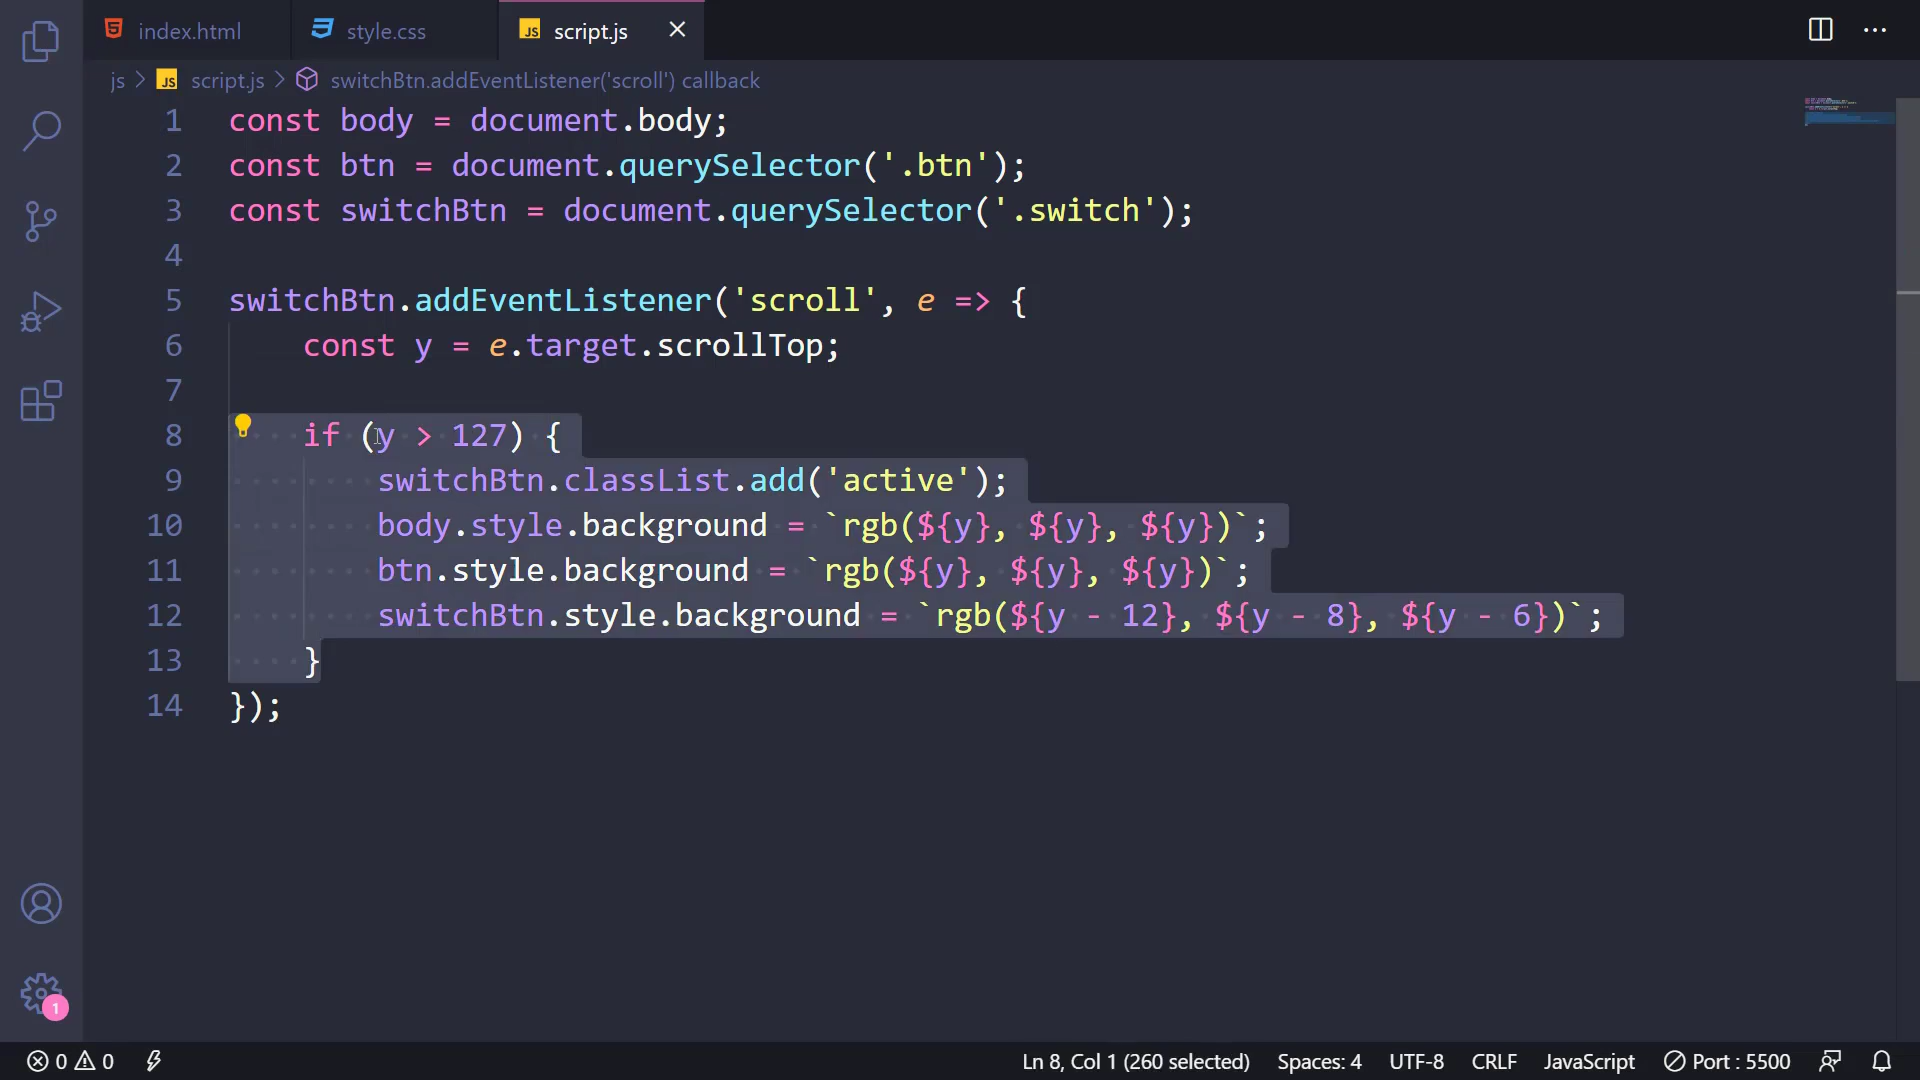 index.html style.css JS script.js
js > JS script.js > switchBtn.addEventListener('scroll') callback
1 const body = document.body;
2 const btn = document.querySelector('.btn');
3 const switchBtn = document.querySelector('.switch');
4
5 switchBtn.addEventListener('scroll', e => {
6 const y = e.target.scrollTop;
7
8 if (y > 127) {
9 switchBtn.classList.add('active');
10 body.style.background = `rgb(${y}, ${y}, ${y})`;
11 btn.style.background = `rgb(${y}, ${y}, ${y})`;
12 switchBtn.style.background = `rgb(${y - 12}, ${y - 8}, ${y - 6})`;
13 }
14 });
1
0 0 Ln 8, Col 1 (260 selected) Spaces: 4 UTF-8 CRLF JavaScript Port : 5500